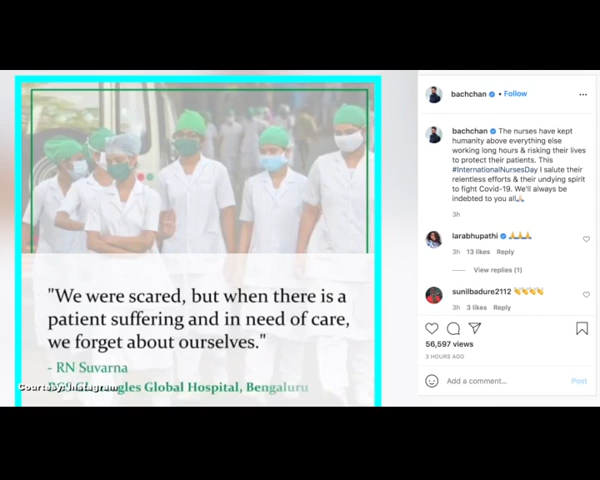 "We were scared, but when there is a
patient suffering and in need of care,
we forget about ourselves."
- RN Suvarna
Global Hospital, Bengaluru
Courtesy: Instagram
bachchan • Follow
bachchan The nurses have kept
humanity above everything else
working long hours & risking their lives
to protect their patients. This
#InternationalNursesDay I salute their
relentless efforts & their undying spirit
to fight Covid-19. We'll always be
indebted to you all🙏
3h
larabhupathi 🙏🙏🙏
3h 13 likes Reply
View replies (1)
sunilbadure2112 👏👏👏👏
3h 3 likes Reply
56,597 views
3 HOURS AGO
Add a comment... Post